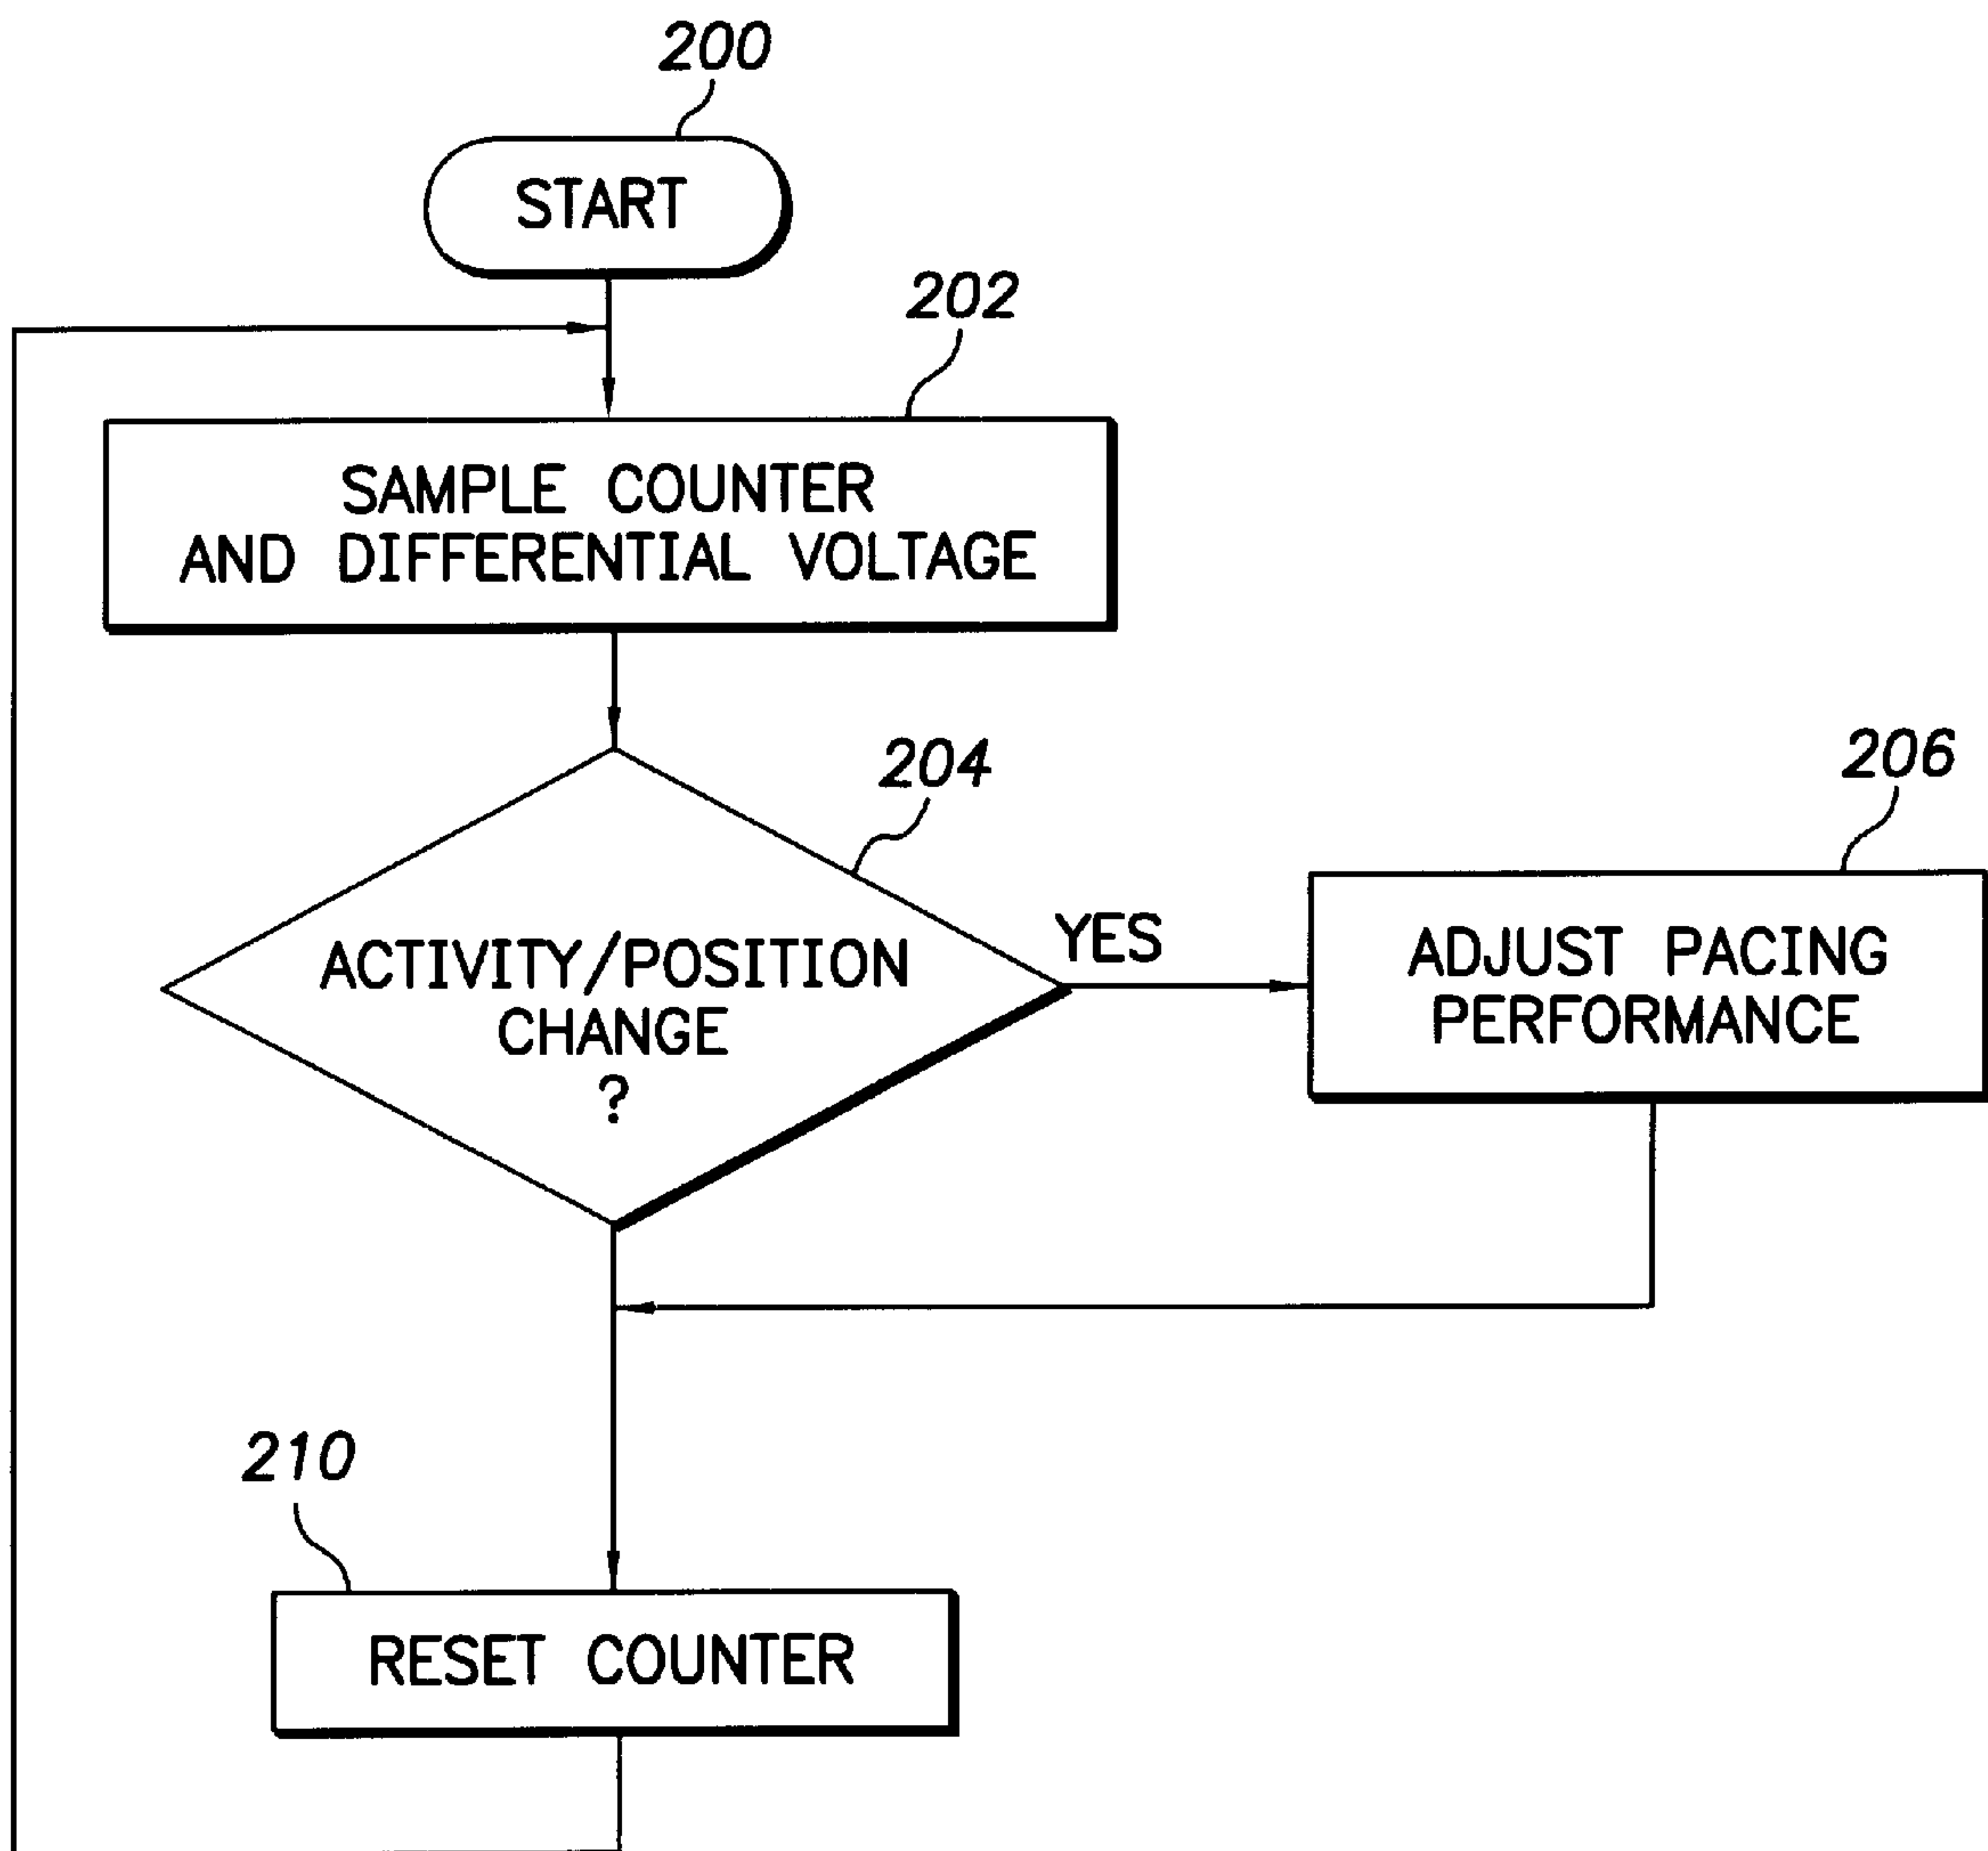 200
START
202
SAMPLE COUNTER
AND DIFFERENTIAL VOLTAGE
204
206
ACTIVITY/POSITION
CHANGE
?
YES
ADJUST PACING
PERFORMANCE
210
RESET COUNTER